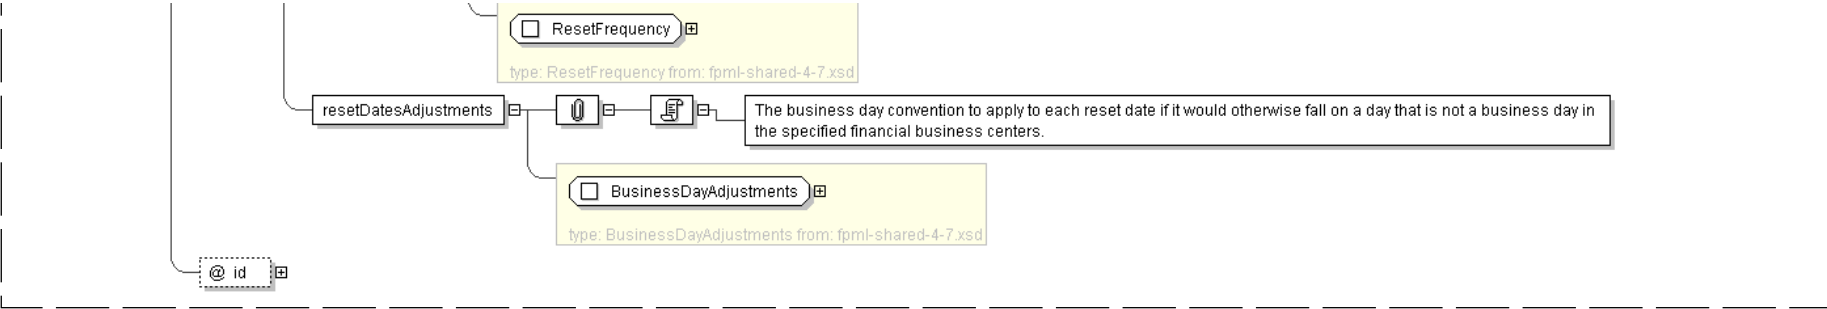 ResetFrequency
type: ResetFrequency from: fpml-shared-4-7.xsd
resetDatesAdjustments
The business day convention to apply to each reset date if it would otherwise fall on a day that is not a business day in
the specified financial business centers.
BusinessDayAdjustments
type: BusinessDayAdjustments from: fpml-shared-4-7.xsd
@ id